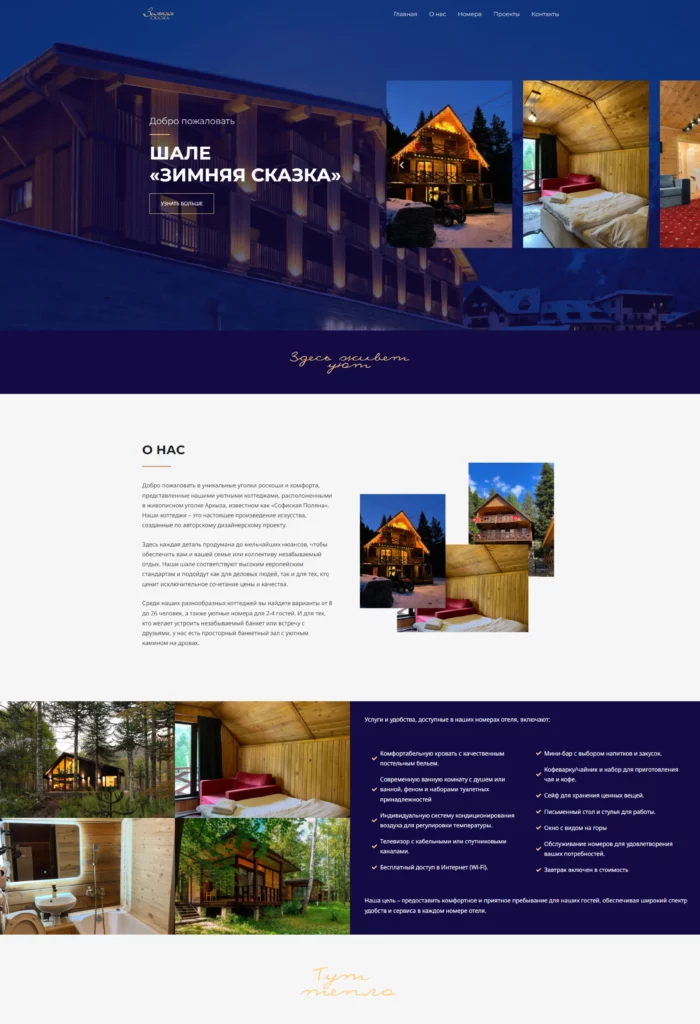 Зимняя
СКАЗКА
Главная О нас Номера Проекты Контакты
Добро пожаловать
ШАЛЕ
«ЗИМНЯЯ СКАЗКА»
УЗНАТЬ БОЛЬШЕ
Здесь живет
уют
О НАС
Добро пожаловать в уникальные уголки роскоши и комфорта,
представленные нашими уютными коттеджами, расположенными
в живописном уголке Архыза, известном как «Софийская Поляна».
Наши коттеджи – это настоящее произведение искусства,
созданные по авторскому дизайнерскому проекту.
Здесь каждая деталь продумана до мельчайших нюансов, чтобы
обеспечить вам и вашей семье или коллективу незабываемый
отдых. Наши шале соответствуют высоким европейским
стандартам и подойдут как для деловых людей, так и для тех, кто
ценит исключительное сочетание цены и качества.
Среди наших разнообразных коттеджей вы найдете варианты от 8
до 26 человек, а также уютные номера для 2-4 гостей. И для тех,
кто желает устроить незабываемый банкет или встречу с
друзьями, у нас есть просторный банкетный зал с уютным
камином на дровах.
Услуги и удобства, доступные в наших номерах отеля, включают:
Комфортабельную кровать с качественным
постельным бельем.
Современную ванную комнату с душем или
ванной, феном и наборами туалетных
принадлежностей
Индивидуальную систему кондиционирования
воздуха для регулировки температуры.
Телевизор с кабельными или спутниковыми
каналами.
Бесплатный доступ в Интернет (Wi-Fi).
Мини-бар с выбором напитков и закусок.
Кофеварку/чайник и набор для приготовления
чая и кофе.
Сейф для хранения ценных вещей.
Письменный стол и стулья для работы.
Окно с видом на горы
Обслуживание номеров для удовлетворения
ваших потребностей.
Завтрак включен в стоимость
Наша цель – предоставить комфортное и приятное пребывание для наших гостей, обеспечивая широкий спектр
удобств и сервиса в каждом номере отеля.
Тут
тепло